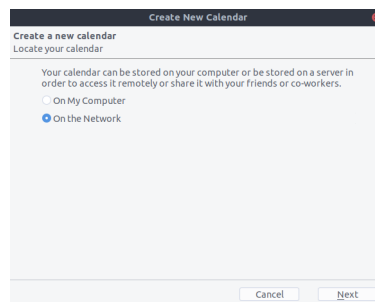 Create New Calendar
Create a new calendar
Locate your calendar
Your calendar can be stored on your computer or be stored on a server in
order to access it remotely or share it with your friends or co-workers.
On My Computer
On the Network
Cancel
Next